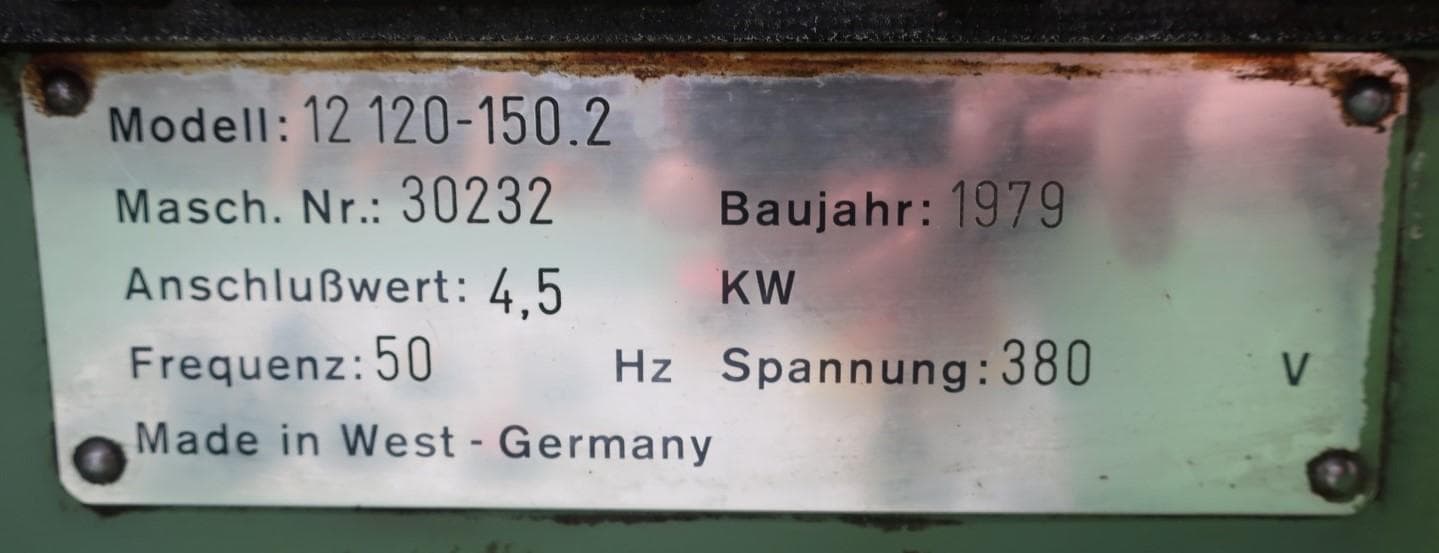 Modell: 12 120-150.2
Masch. Nr.: 30232 Baujahr: 1979
Anschlußwert: 4,5 KW
Frequenz: 50 Hz Spannung: 380 V
Made in West - Germany